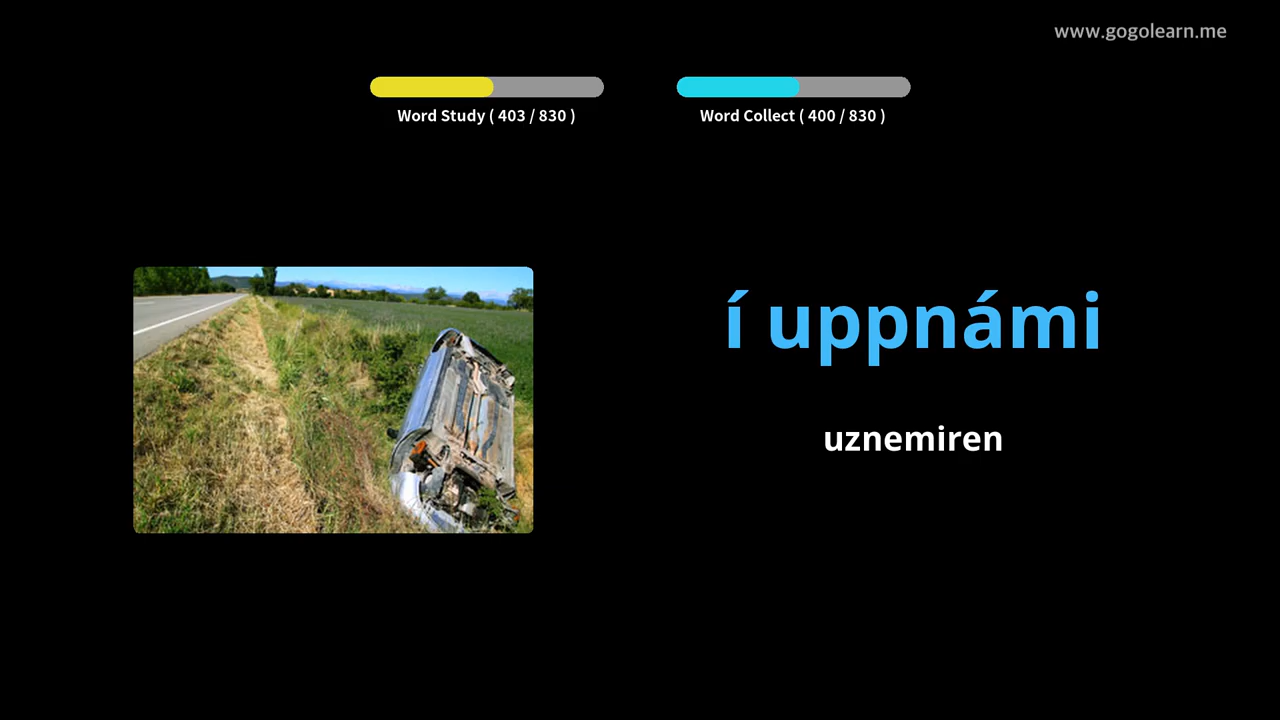 www.gogolearn.me
Word Study ( 403 / 830 )
Word Collect ( 400 / 830 )
í uppnámi
uznemiren